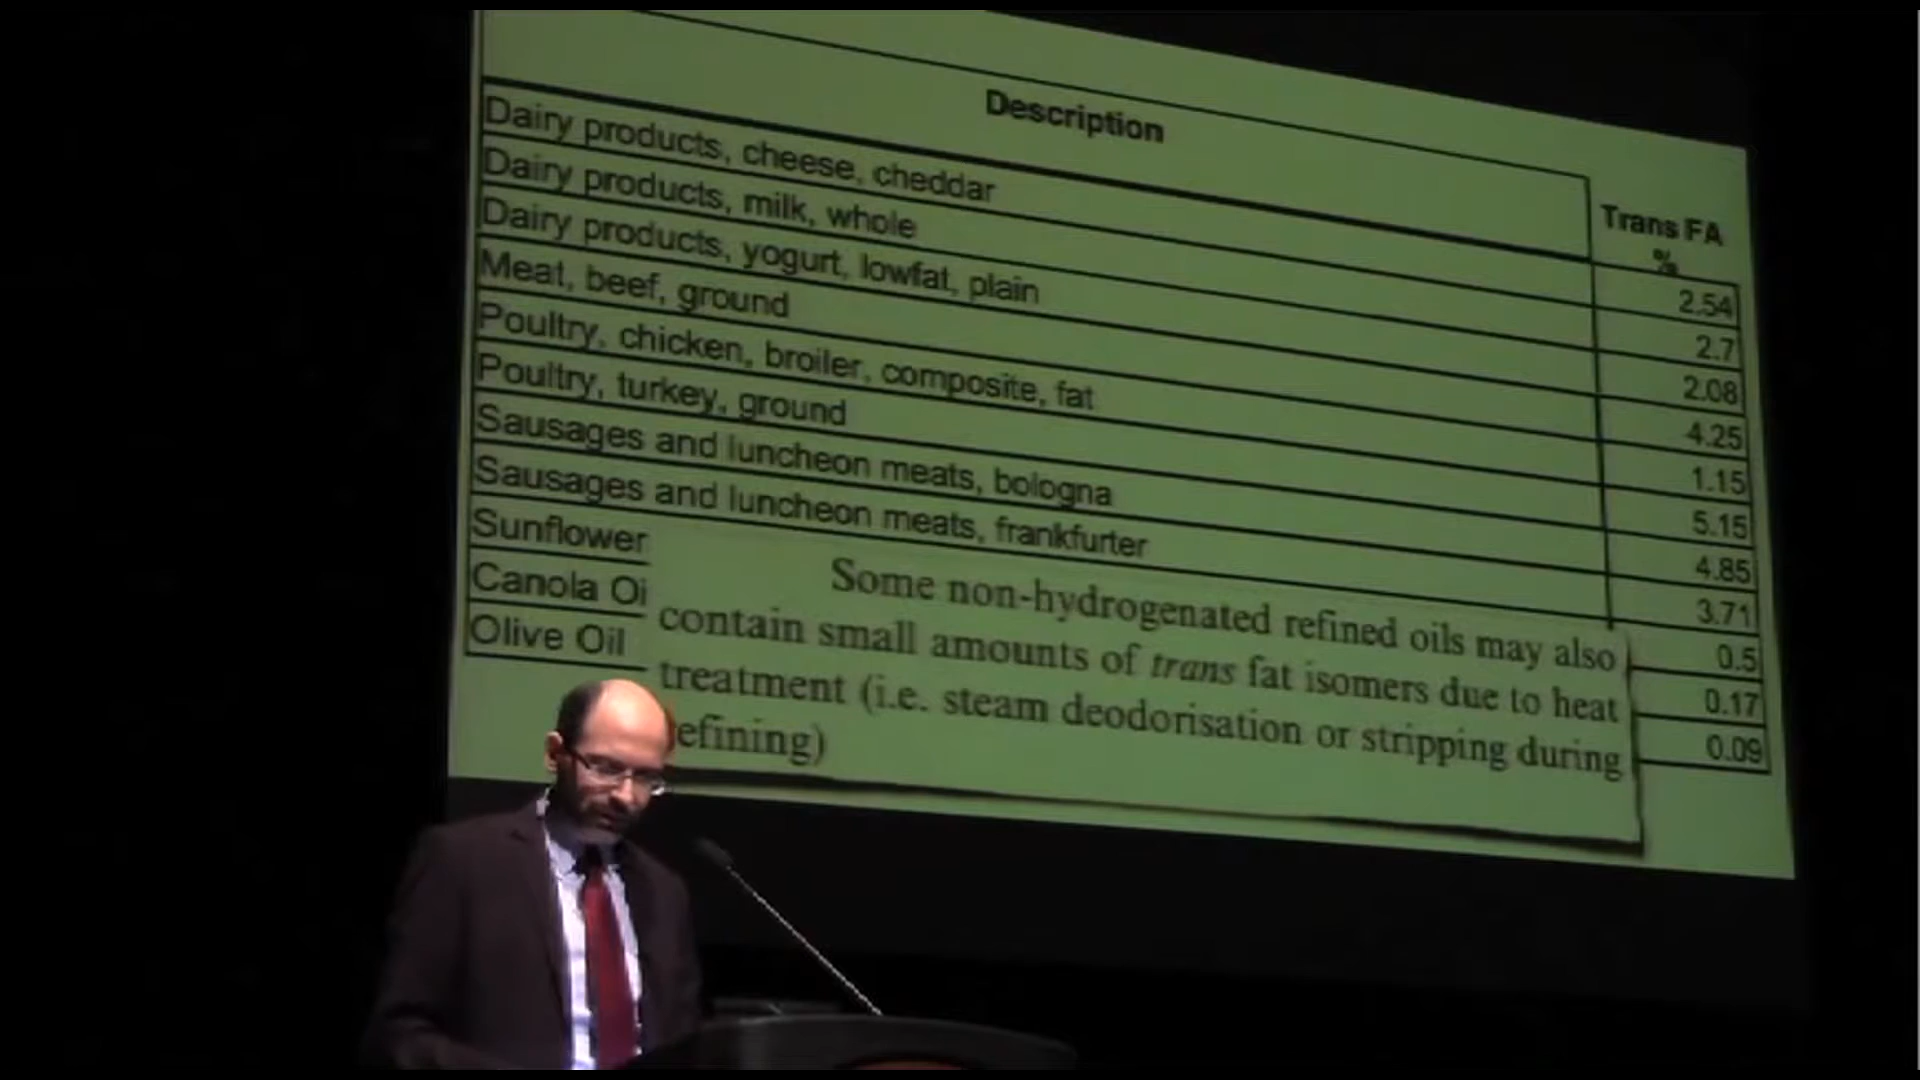 Description
Trans FA
%
Dairy products, cheese, cheddar 2.54
Dairy products, milk, whole 2.7
Dairy products, yogurt, lowfat, plain 2.08
Meat, beef, ground 4.25
Poultry, chicken, broiler, composite, fat 1.15
Poultry, turkey, ground 5.15
Sausages and luncheon meats, bologna 4.85
Sausages and luncheon meats, frankfurter 3.71
Sunflower 0.5
Canola Oi 0.17
Olive Oil 0.09
Some non-hydrogenated refined oils may also
contain small amounts of trans fat isomers due to heat
treatment (i.e. steam deodorisation or stripping during
efining)